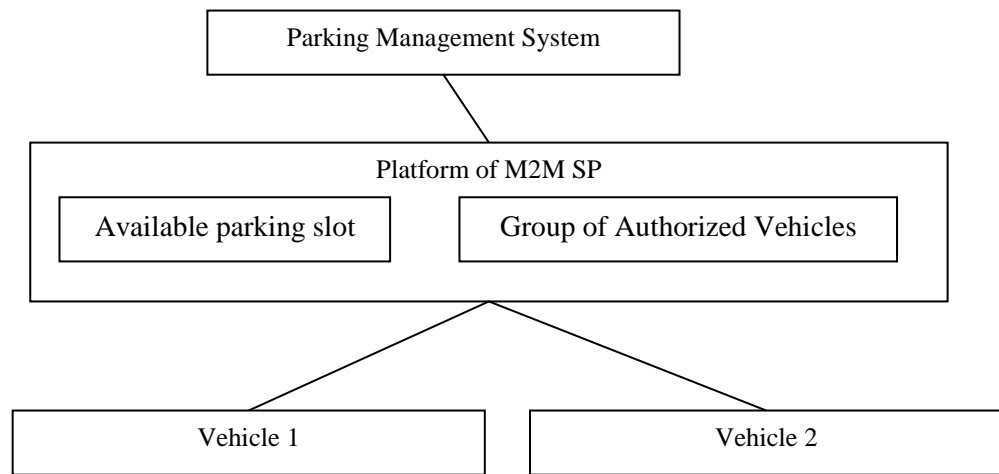 Parking Management System
Platform of M2M SP
Available parking slot
Group of Authorized Vehicles
Vehicle 1
Vehicle 2